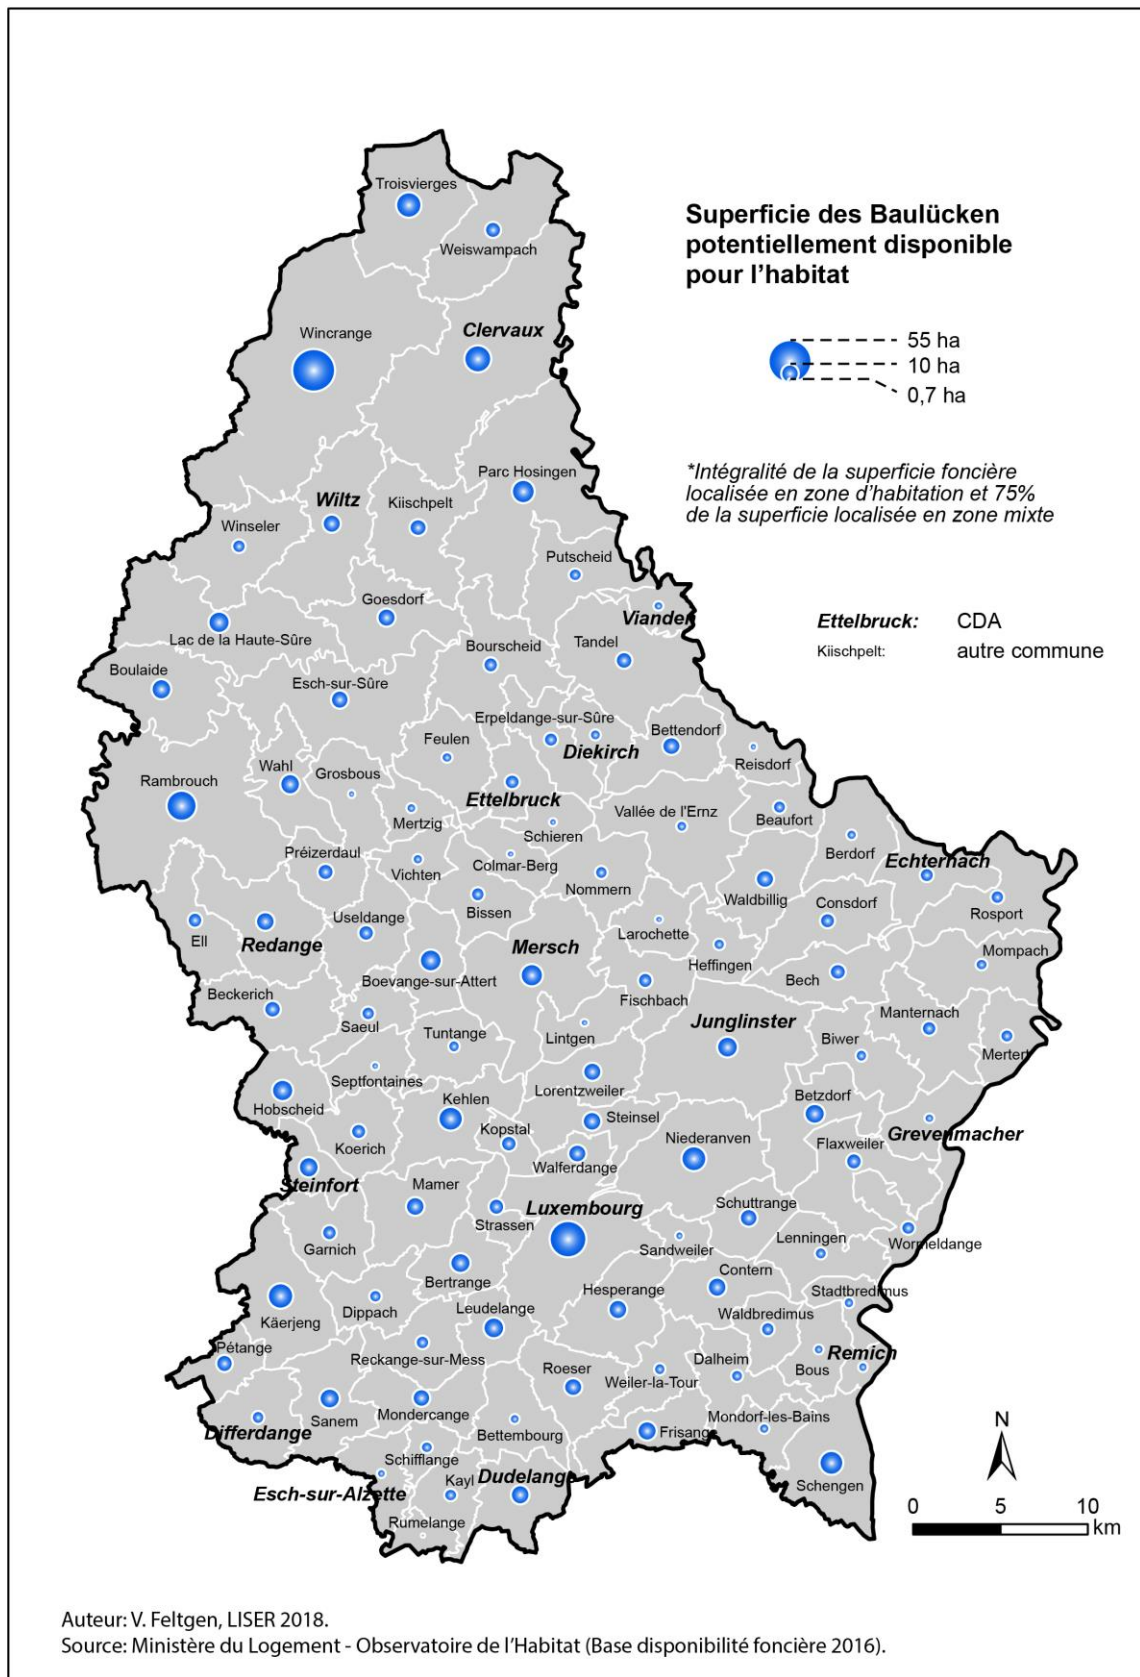 Troisvierges
Weiswampach
Superficie des Baulücken
potentiellement disponible
pour l'habitat
Wincrange
Clervaux
55 ha
10 ha
0,7 ha
*Intégralité de la superficie foncière
localisée en zone d'habitation et 75%
de la superficie localisée en zone mixte
Parc Hosingen
Wiltz
Kiischpelt
Winseler
Putscheid
Goesdorf
Vianden
Ettelbruck: CDA
Kiischpelt: autre commune
Lac de la Haute-Sûre
Bourscheid
Tandel
Boulaide
Esch-sur-Sûre
Erpeldange-sur-Sûre
Bettendorf
Feulen
Diekirch
Reisdorf
Rambrouch
Wahl
Grosbous
Ettelbruck
Mertzig
Schieren
Vallée de l'Ernz
Beaufort
Berdorf
Préizerdaul
Vichten
Colmar-Berg
Echternach
Nommern
Waldbillig
Consdorf
Rosport
Useldange
Bissen
Ell
Redange
Larochette
Mersch
Heffingen
Mompach
Boevange-sur-Attert
Bech
Beckerich
Fischbach
Saeul
Tuntange
Lintgen
Junglinster
Manternach
Biwer
Mertert
Septfontaines
Hobscheid
Kehlen
Lorentzweiler
Betzdorf
Koerich
Kopstal
Steinsel
Niederanven
Grevenmacher
Flaxweiler
Walferdange
Steinfort
Mamer
Luxembourg
Strassen
Schuttrange
Garnich
Sandweiler
Lenningen
Wormeldange
Bertrange
Contern
Hesperange
Stadtbredimus
Käerjeng
Dippach
Leudelange
Waldbredimus
Pétange
Reckange-sur-Mess
Roeser
Weiler-la-Tour
Dalheim
Bous
Remich
Sanem
Mondercange
Differdange
Bettembourg
Frisange
Mondorf-les-Bains
Schifflange
Kayl
Dudelange
Esch-sur-Alzette
Schengen
Rumelange
N
0 5 10
km
Auteur: V. Feltgen, LISER 2018.
Source: Ministère du Logement - Observatoire de l'Habitat (Base disponibilité foncière 2016).